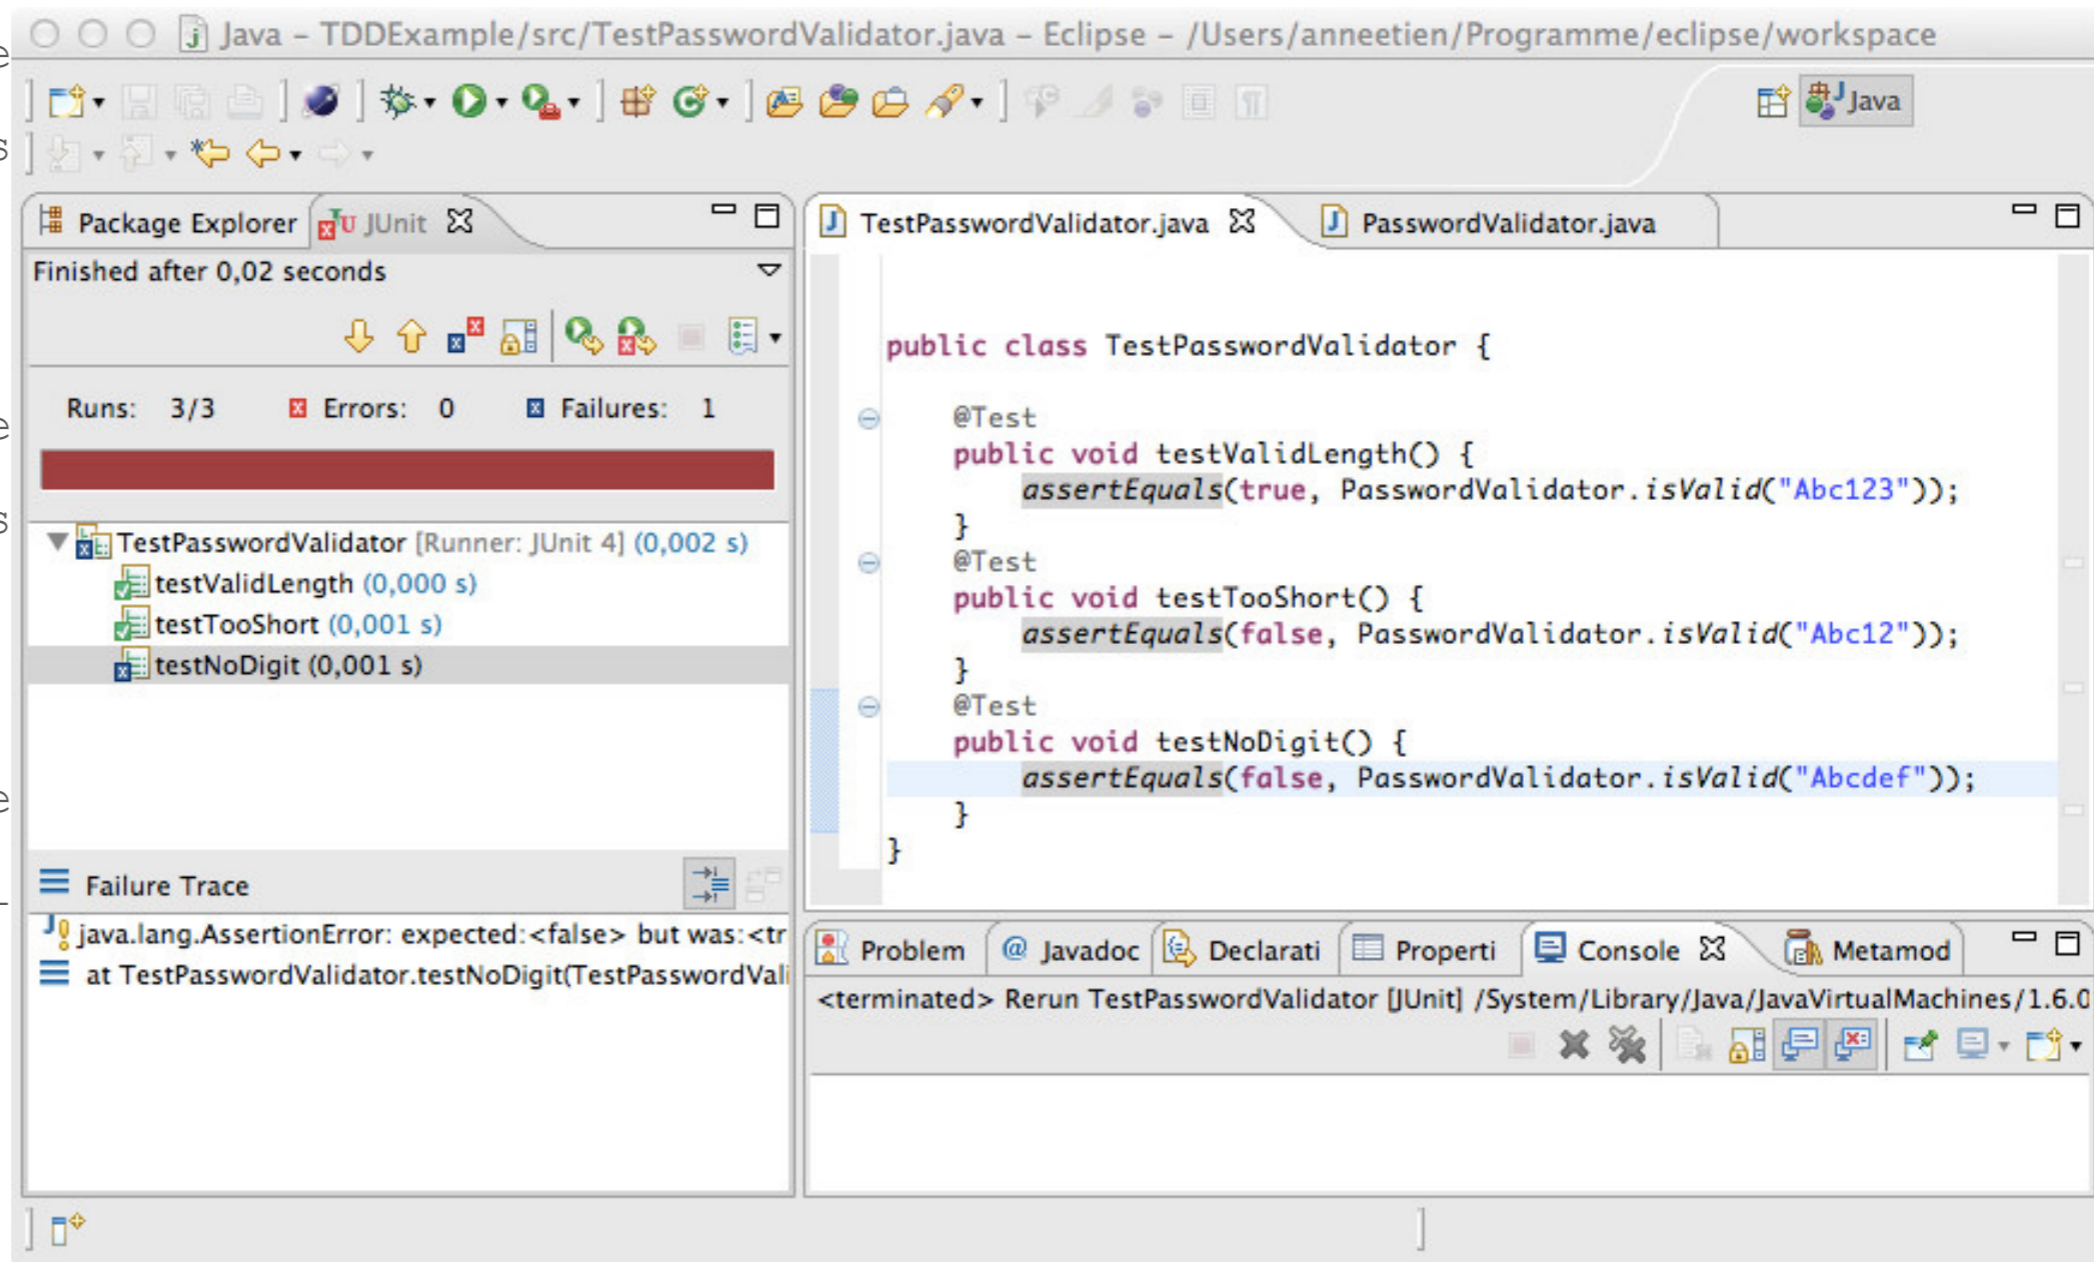 Java – TDDExample/src/TestPasswordValidator.java – Eclipse – /Users/anneetien/Programme/eclipse/workspace
Java
Package Explorer JUnit
Finished after 0,02 seconds
Runs: 3/3 Errors: 0 Failures: 1
TestPasswordValidator [Runner: JUnit 4] (0,002 s)
testValidLength (0,000 s)
testTooShort (0,001 s)
testNoDigit (0,001 s)
Failure Trace
java.lang.AssertionError: expected:<false> but was:<tr
at TestPasswordValidator.testNoDigit(TestPasswordVali
TestPasswordValidator.java PasswordValidator.java
public class TestPasswordValidator {
@Test
public void testValidLength() {
assertEquals(true, PasswordValidator.isValid("Abc123"));
}
@Test
public void testTooShort() {
assertEquals(false, PasswordValidator.isValid("Abc12"));
}
@Test
public void testNoDigit() {
assertEquals(false, PasswordValidator.isValid("Abcdef"));
}
}
Problem @ Javadoc Declarati Properti Console Metamod
<terminated> Rerun TestPasswordValidator [JUnit] /System/Library/Java/JavaVirtualMachines/1.6.0